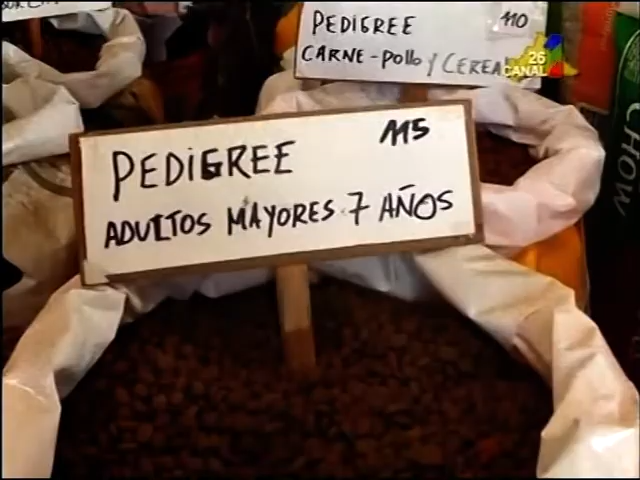 PEDIGREE 110
CARNE-POLLO Y CEREA
26
CANAL
PEDIGREE 115
ADULTOS MAYORES 7 AÑOS
CHOW